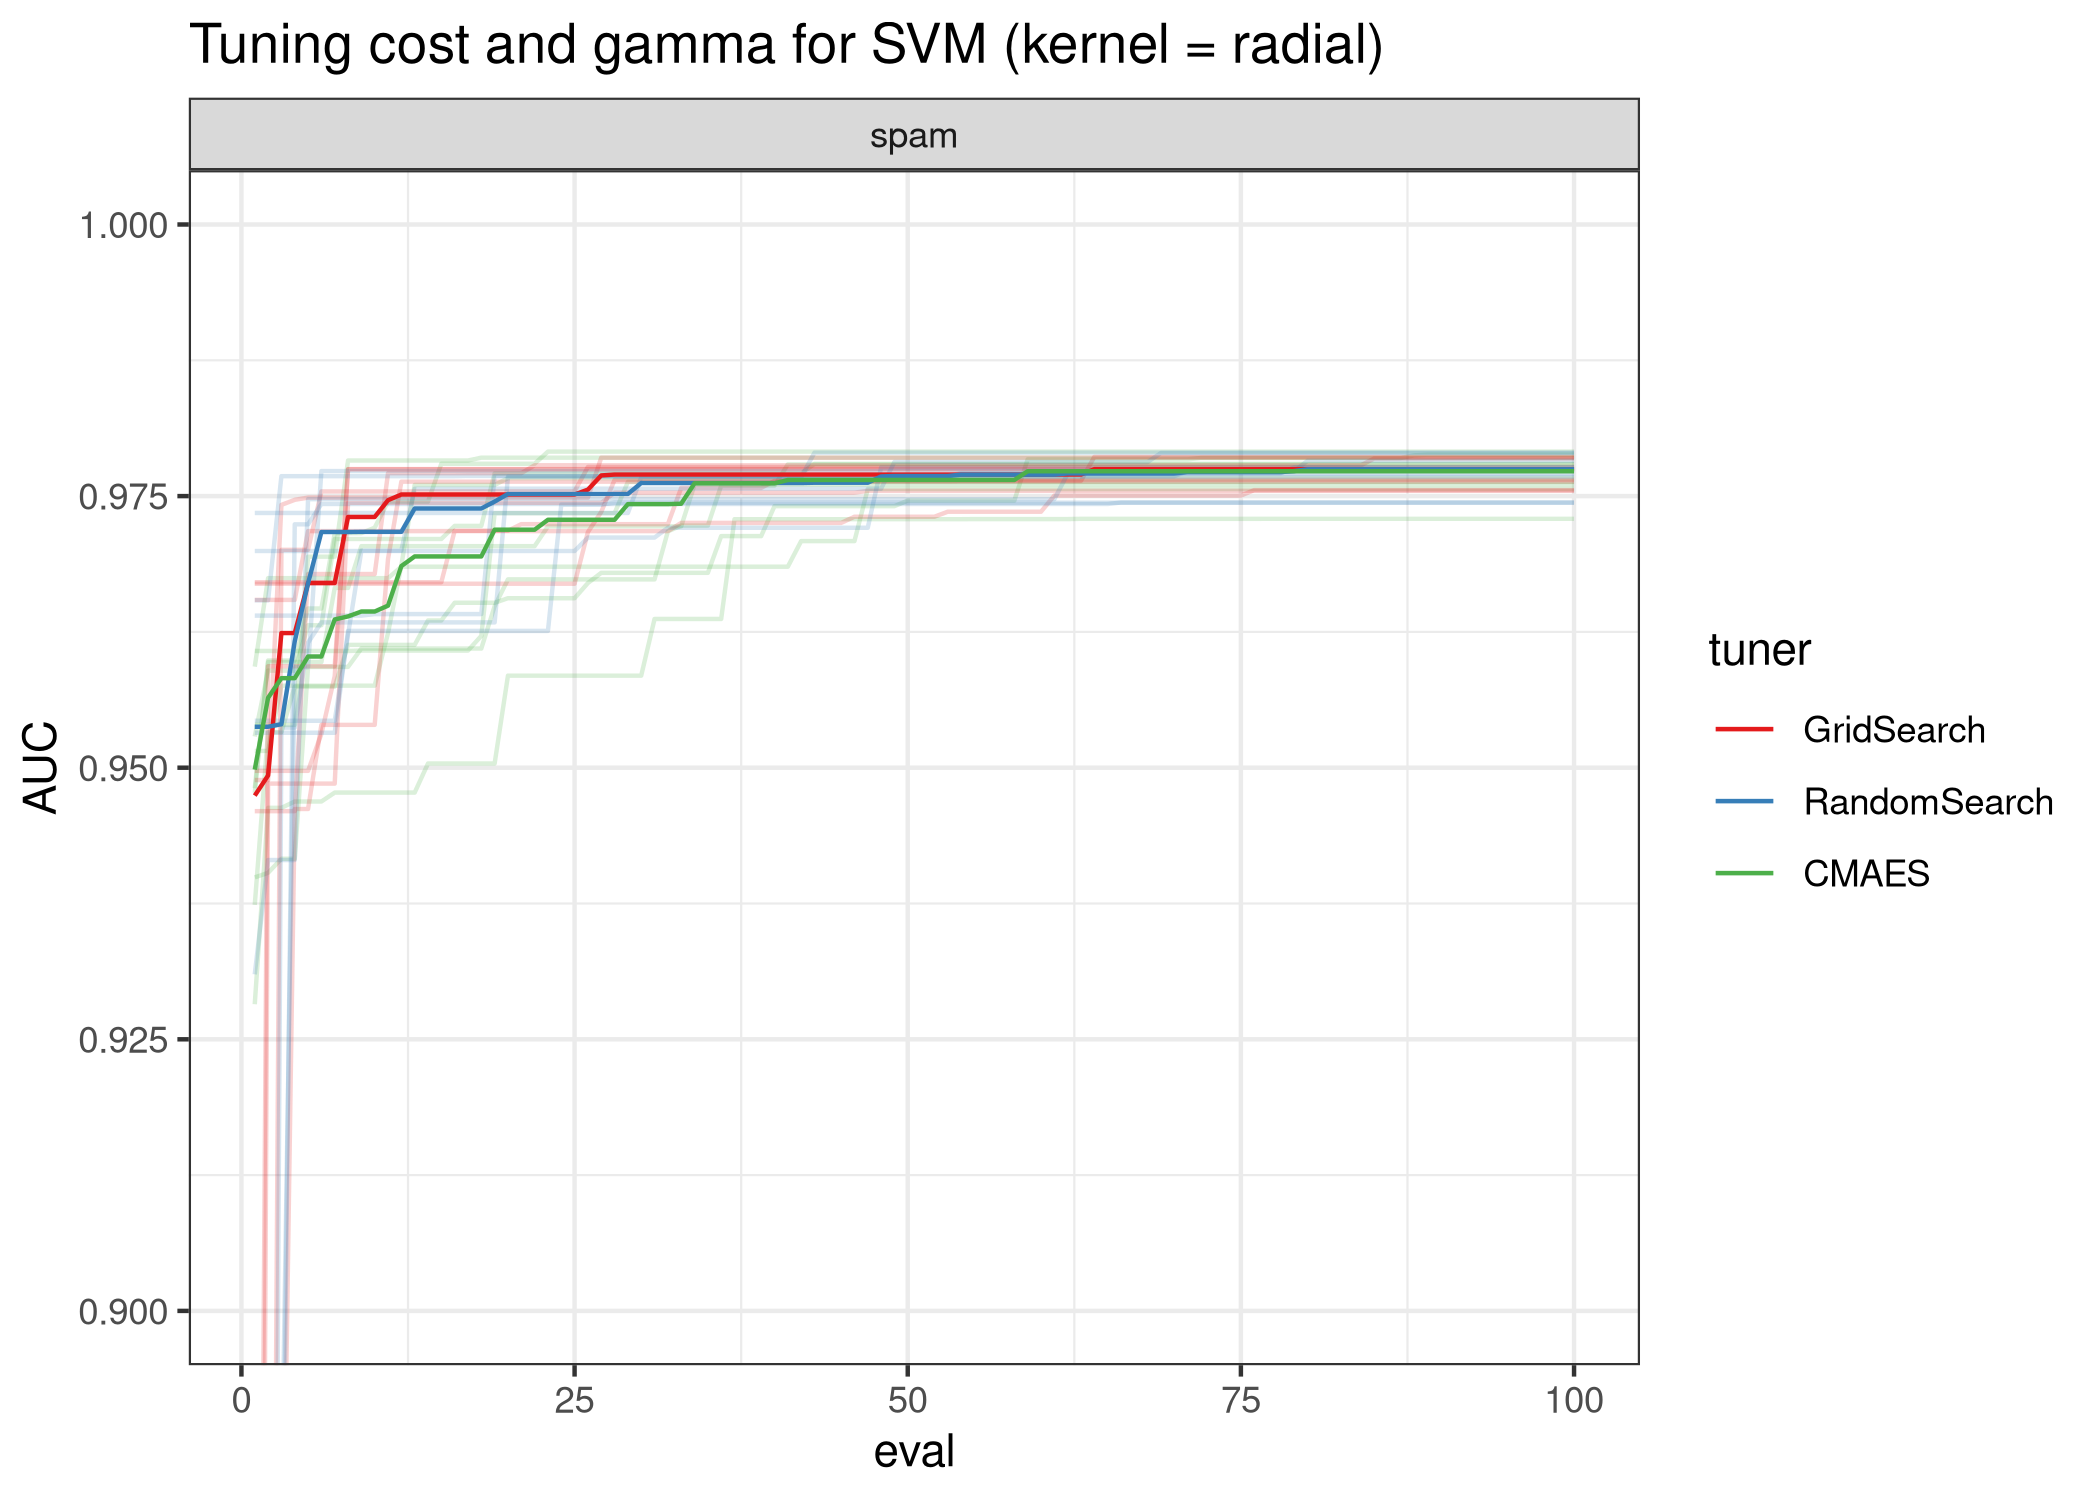 Tuning cost and gamma for SVM (kernel = radial)
spam
1.000
0.975
0.950
0.925
0.900
AUC
0 25 50 75 100
eval
tuner
GridSearch
RandomSearch
CMAES